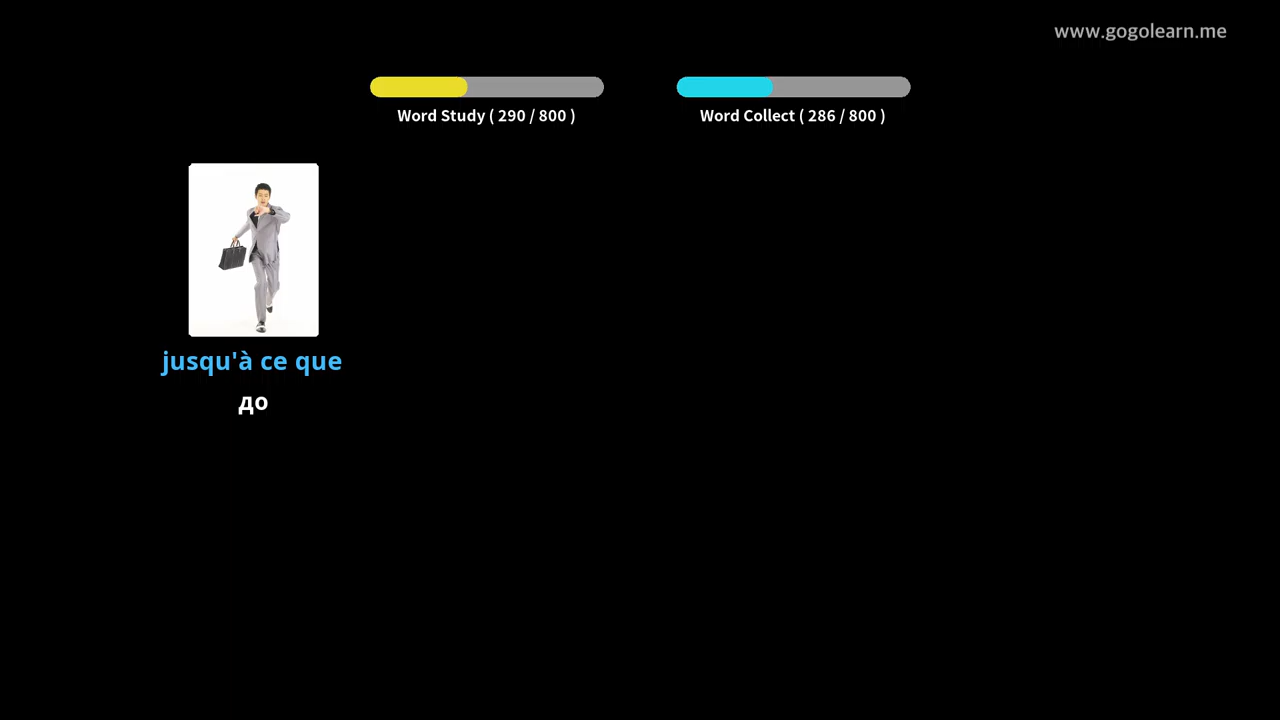 www.gogolearn.me
Word Study ( 290 / 800 )
Word Collect ( 286 / 800 )
jusqu'à ce que
до